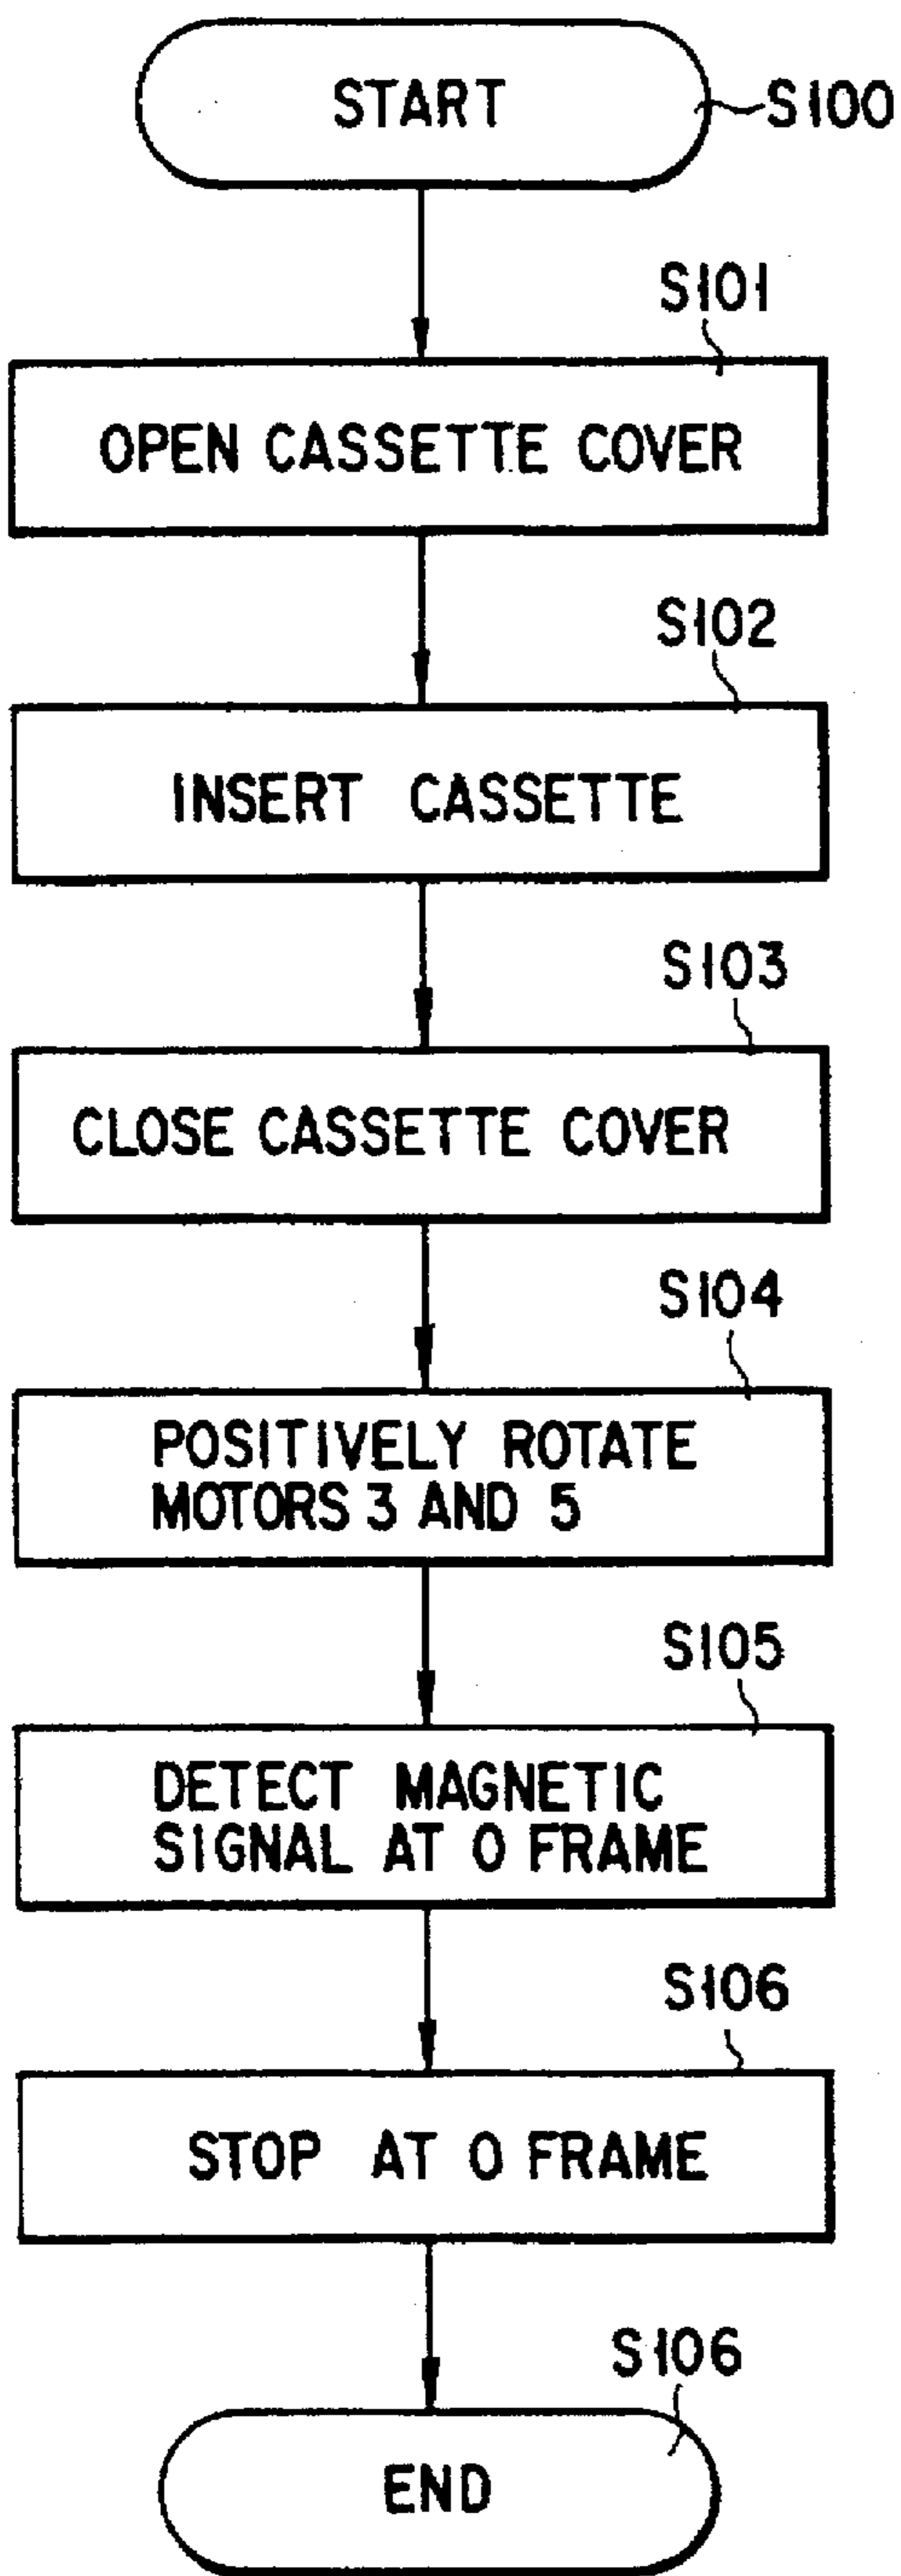 START
S100
S101
OPEN CASSETTE COVER
S102
INSERT CASSETTE
S103
CLOSE CASSETTE COVER
S104
POSITIVELY ROTATE
MOTORS 3 AND 5
S105
DETECT MAGNETIC
SIGNAL AT 0 FRAME
S106
STOP AT 0 FRAME
S106
END